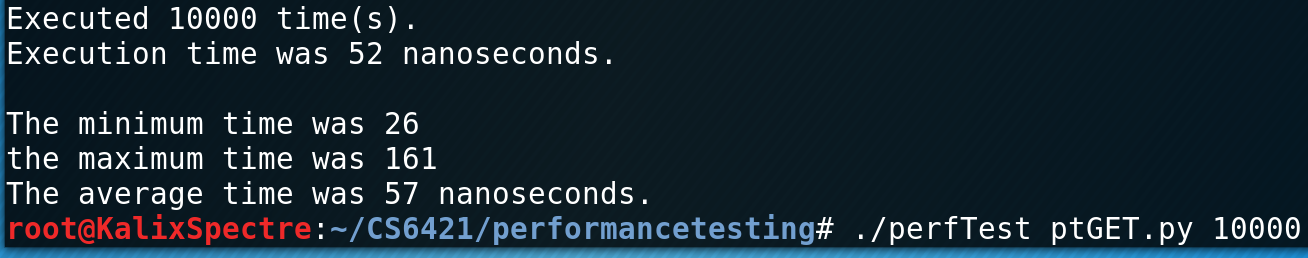 Executed 10000 time(s).
Execution time was 52 nanoseconds.
The minimum time was 26
the maximum time was 161
The average time was 57 nanoseconds.
root@KalixSpectre:~/CS6421/performancetesting# ./perfTest ptGET.py 10000